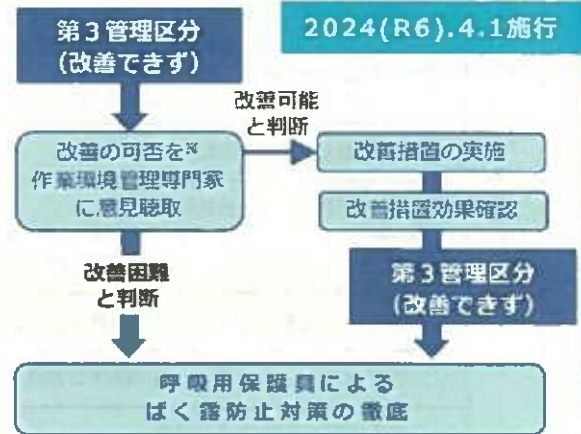 第３管理区分
(改善できず)
2024(R6).4.1施行
改善可能
と判断
改善の可否を※
作業環境管理専門家
に意見聴取
改善措置の実施
改善措置効果確認
改善困難
と判断
第３管理区分
(改善できず)
呼吸用保護具による
ばく露防止対策の徹底